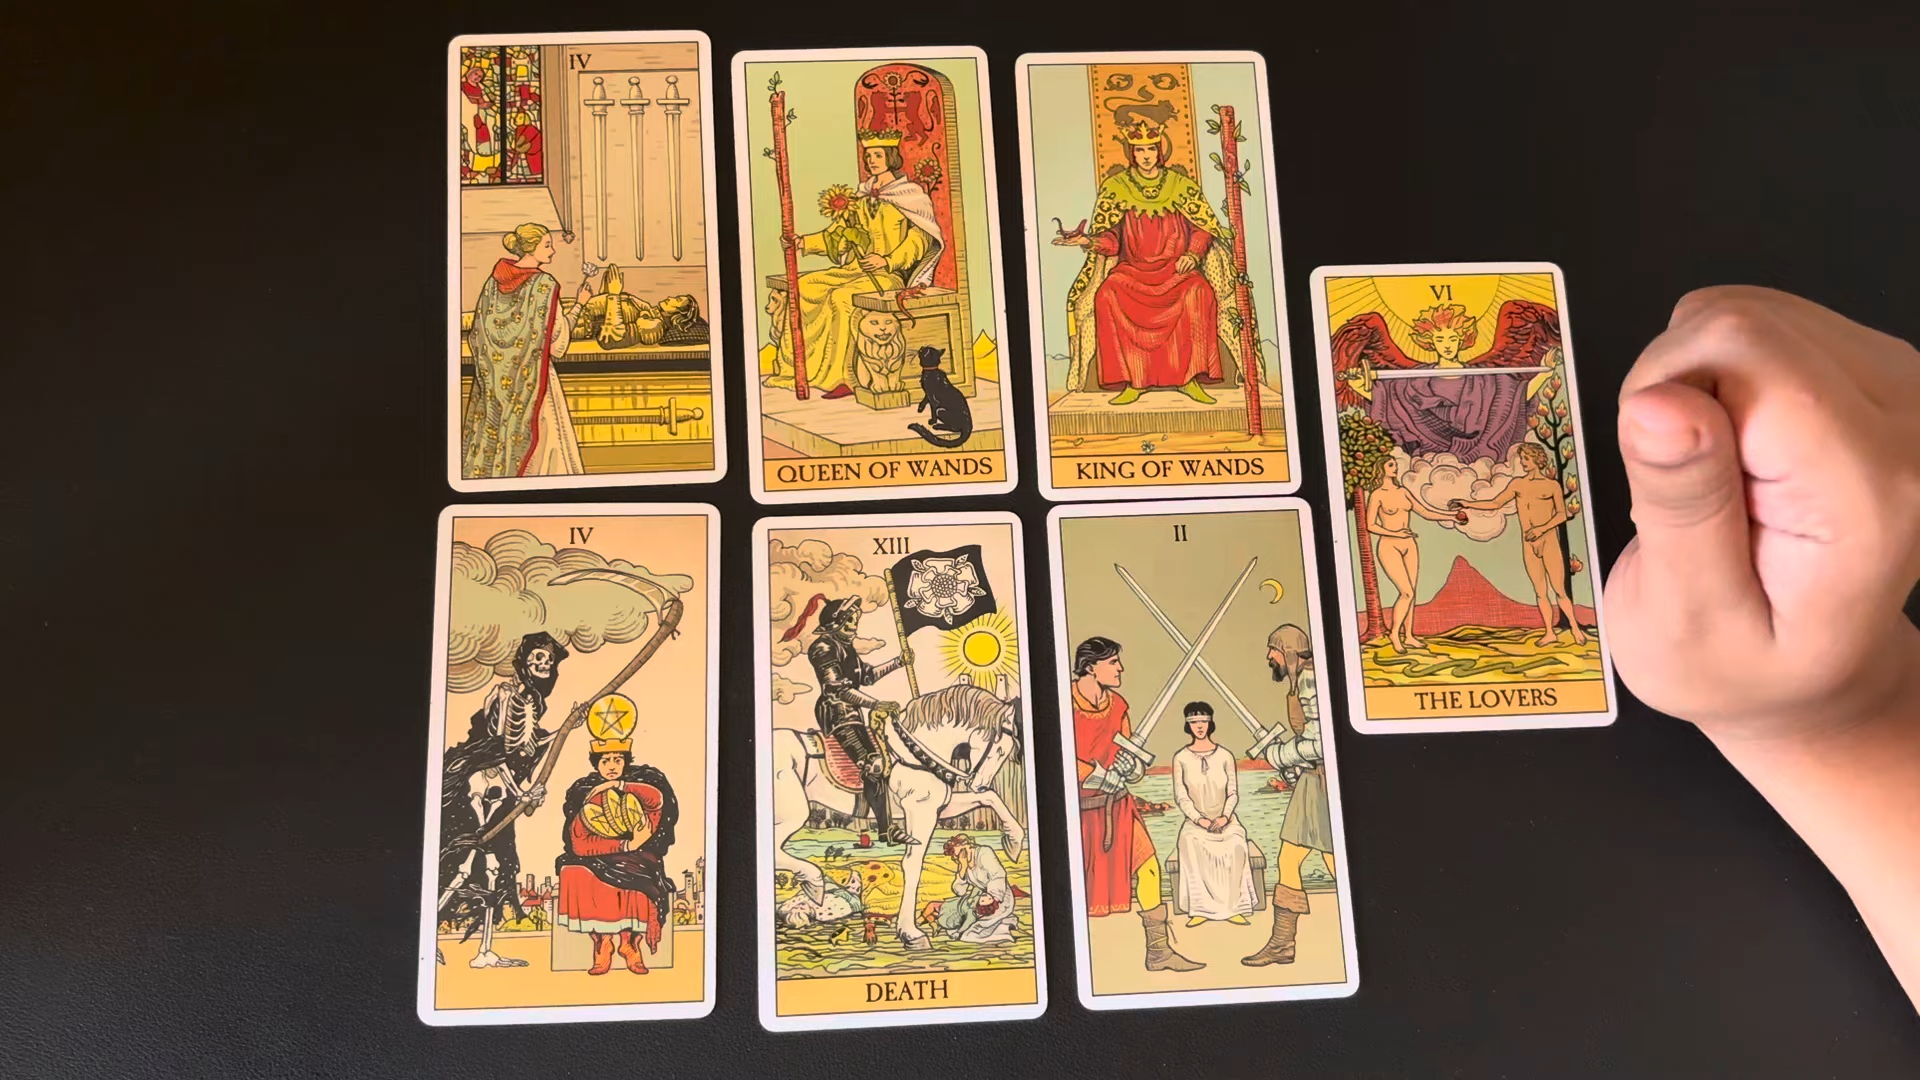 IV
QUEEN OF WANDS
KING OF WANDS
VI
THE LOVERS
IV
XIII
DEATH
II